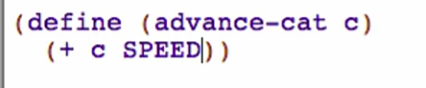 (define (advance-cat c)
(+ c SPEED))